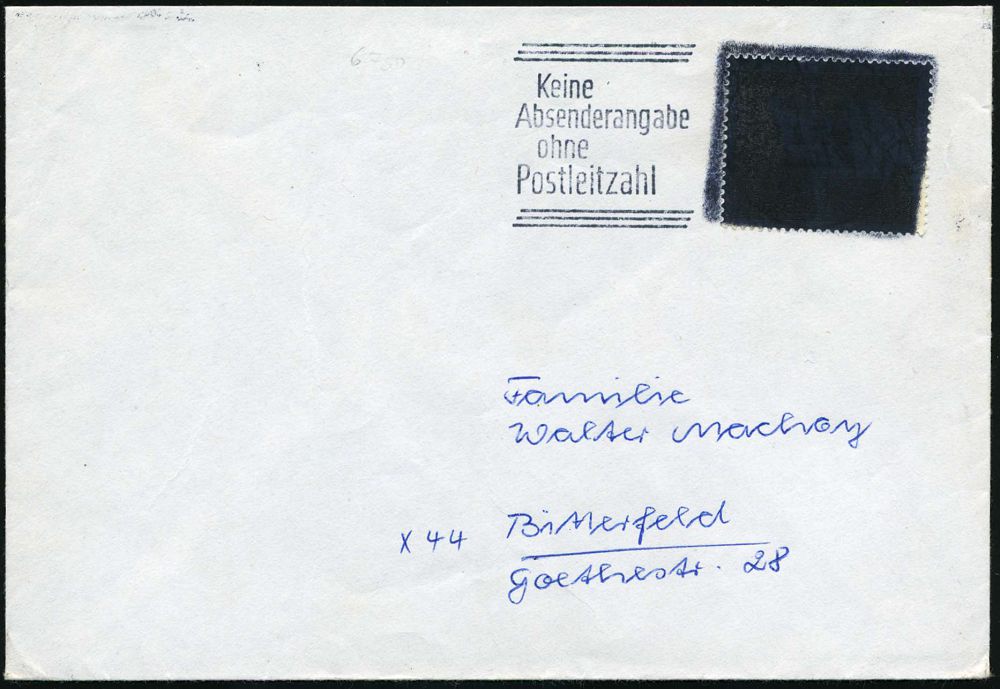 Keine
Absenderangabe
ohne
Postleitzahl
Familie
Walter Machoy
X 44 Bitterfeld
Goethestr. 28